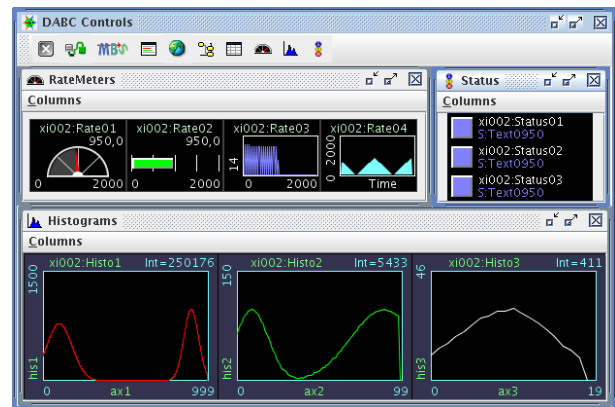 DABC Controls
MBS
RateMeters
Columns
xi002:Rate01 xi002:Rate02 xi002:Rate03 xi002:Rate04
950,0 950,0
14
2000
0
0 2000 0 2000 0 2000 Time
Status
Columns
xi002:Status01
S:Text0950
xi002:Status02
S:Text0950
xi002:Status03
S:Text0950
Histograms
Columns
xi002:Histo1 Int=250176
1500
his1
0 ax1 999
xi002:Histo2 Int=5433
150
his2
0 ax2 99
xi002:Histo3 Int=411
46
his3
0 ax3 19